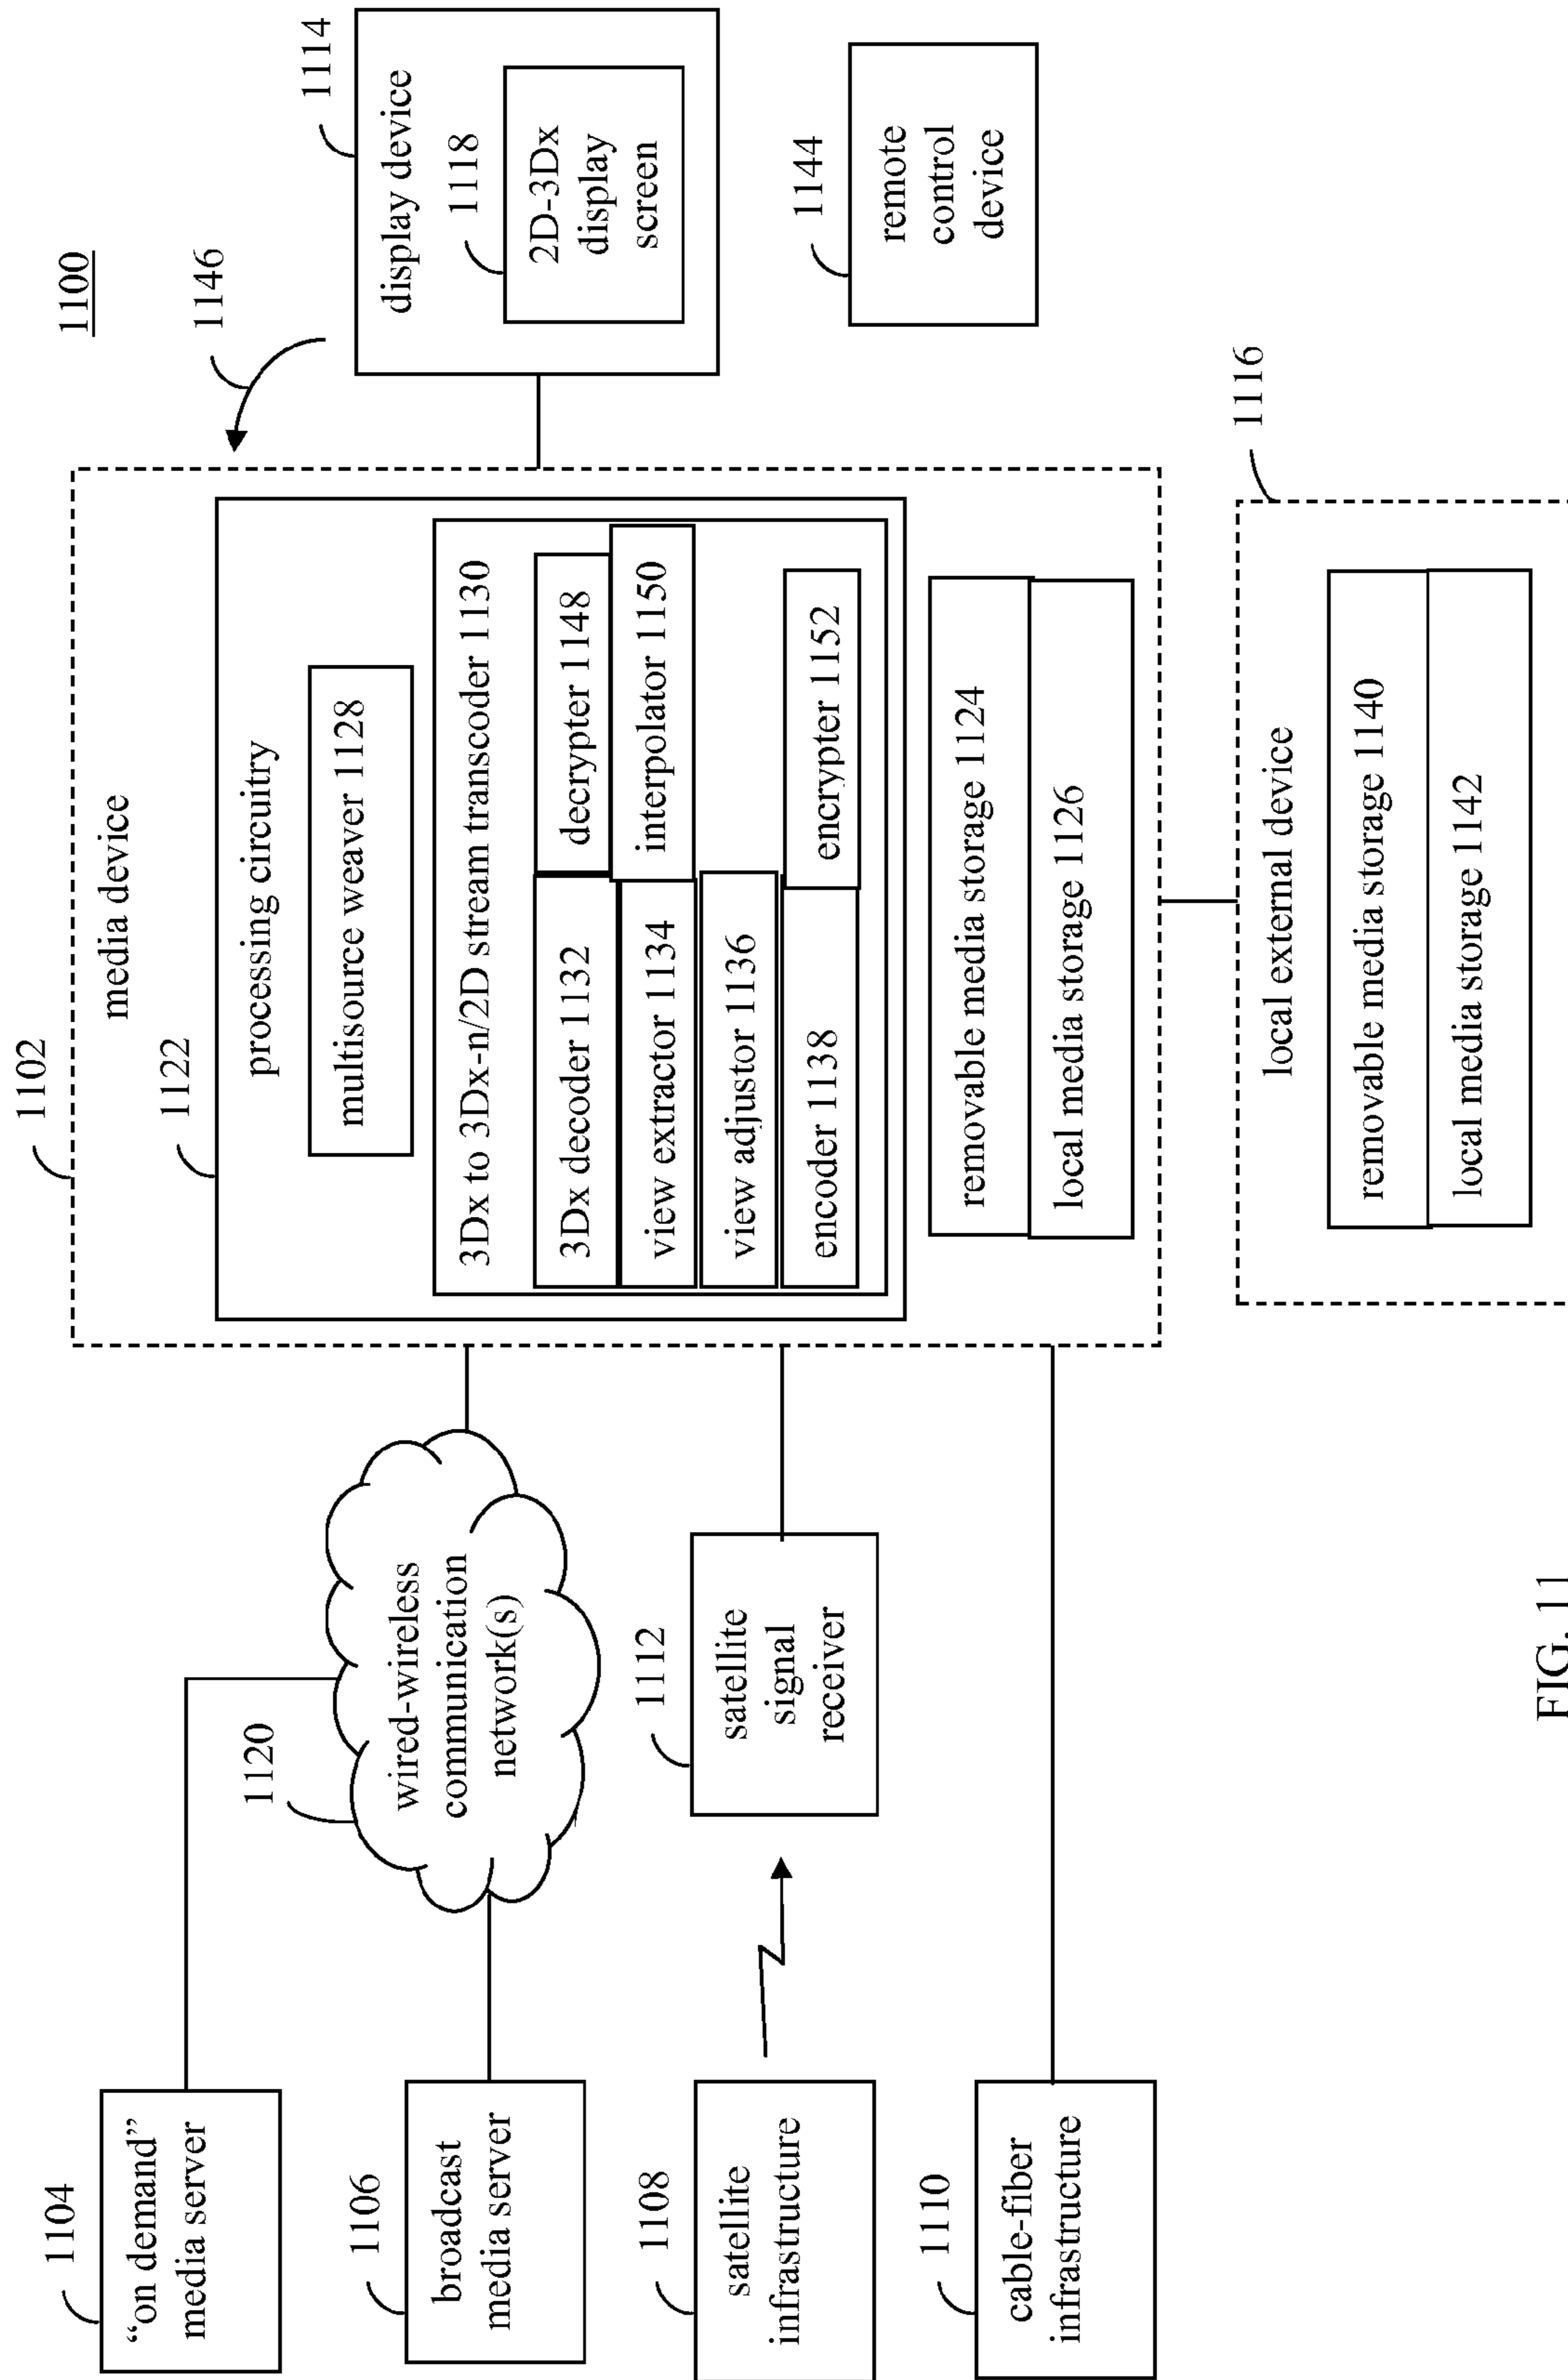 1100
1104
“on demand”
media server
1106
broadcast
media server
1108
satellite
infrastructure
1110
cable-fiber
infrastructure
1120
wired-wireless
communication
network(s)
1112
satellite
signal
receiver
1102
media device
1122
processing circuitry
multisource weaver 1128
3Dx to 3Dx-n/2D stream transcoder 1130
3Dx decoder 1132
decrypter 1148
view extractor 1134
interpolator 1150
view adjustor 1136
encoder 1138
encrypter 1152
removable media storage 1124
local media storage 1126
1146
1114
display device
1118
2D-3Dx
display
screen
1144
remote
control
device
1116
local external device
removable media storage 1140
local media storage 1142
FIG. 11